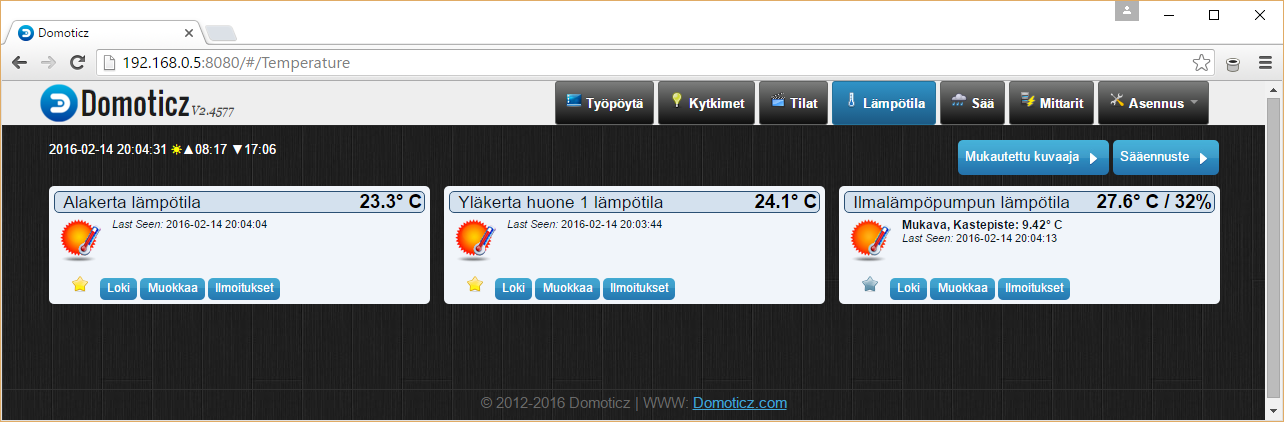 Domoticz
192.168.0.5:8080/#/Temperature
Domoticz V2.4577
Työpöytä Kytkimet Tilat Lämpötila Sää Mittarit Asennus
2016-02-14 20:04:31 ☀▲08:17 ▼17:06
Mukautettu kuvaaja Sääennuste
Alakerta lämpötila 23.3° C
Last Seen: 2016-02-14 20:04:04
Loki Muokkaa Ilmoitukset
Yläkerta huone 1 lämpötila 24.1° C
Last Seen: 2016-02-14 20:03:44
Loki Muokkaa Ilmoitukset
Ilmalämpöpumpun lämpötila 27.6° C / 32%
Mukava, Kastepiste: 9.42° C
Last Seen: 2016-02-14 20:04:13
Loki Muokkaa Ilmoitukset
© 2012-2016 Domoticz | WWW: Domoticz.com